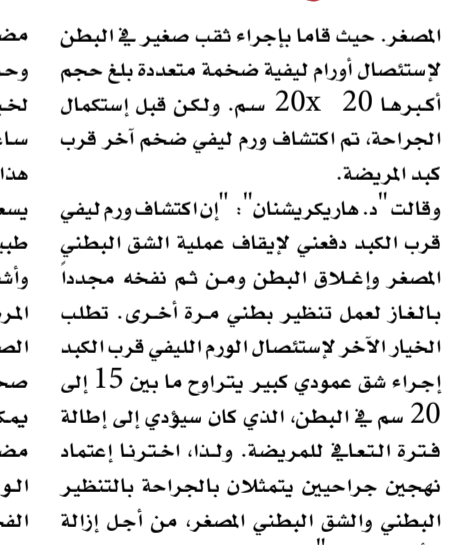 المصغر. حيث قاما بإجراء ثقب صغير في البطن
لإستئصال أورام ليفية ضخمة متعددة بلغ حجم
أكبرها 20 20x سم. ولكن قبل إستكمال
الجراحة، تم اكتشاف ورم ليفي ضخم آخر قرب
كبد المريضة.
وقالت "د. هاريكريشنان": "إن اكتشاف ورم ليفي
قرب الكبد دفعني لإيقاف عملية الشق البطني
المصغر وإغلاق البطن ومن ثم نفخه مجدداً
بالغاز لعمل تنظير بطني مرة أخرى. تطلب
الخيار الآخر لإستئصال الورم الليفي قرب الكبد
إجراء شق عمودي كبير يتراوح ما بين 15 إلى
20 سم في البطن، الذي كان سيؤدي إلى إطالة
فترة التعافي للمريضة. ولذا، اخترنا إعتماد
نهجين جراحيين يتمثلان بالجراحة بالتنظير
البطني والشق البطني المصغر، من أجل إزالة